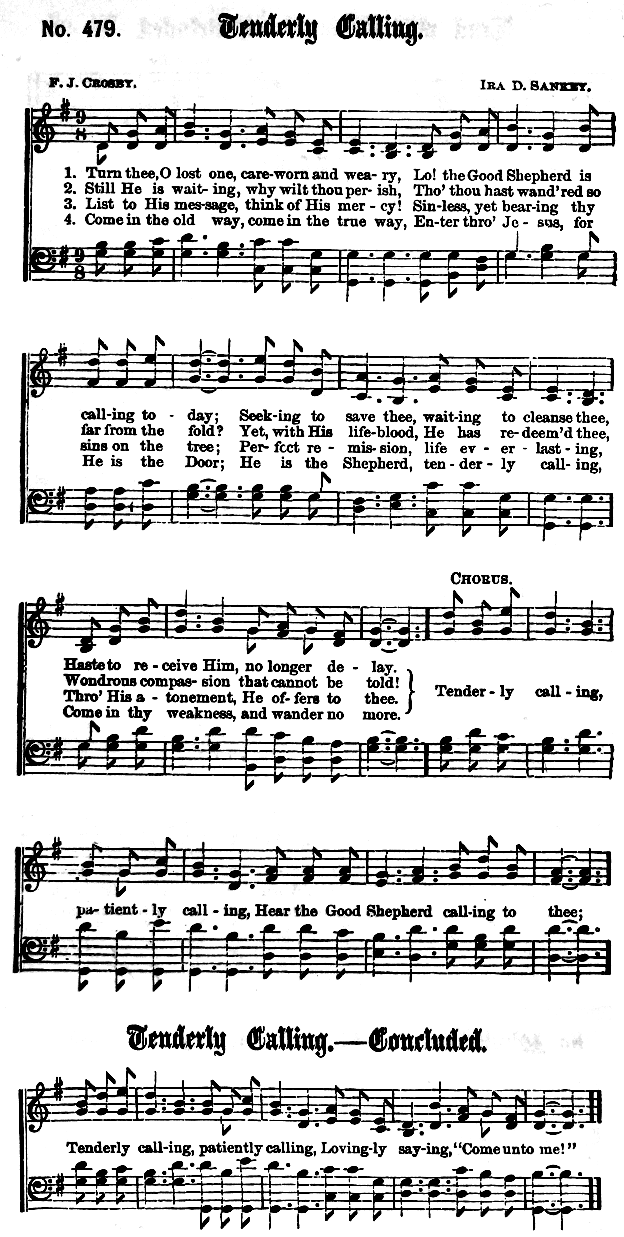 No. 479. Tenderly Calling.
F. J. CROSBY. IRA D. SANKEY.
1. Turn thee, O lost one, care-worn and wea-ry, Lo! the Good Shepherd is
2. Still He is wait-ing, why wilt thou per-ish, Tho' thou hast wand'red so
3. List to His mes-sage, think of His mer-cy! Sin-less, yet bear-ing thy
4. Come in the old way, come in the true way, En-ter thro' Je-sus, for
call-ing to-day; Seek-ing to save thee, wait-ing to cleanse thee,
far from the fold? Yet, with His life-blood, He has re-deem'd thee,
sins on the tree; Per-fect re-mis-sion, life ev-er-last-ing,
He is the Door; He is the Shepherd, ten-der-ly call-ing,
CHORUS.
Haste to re-ceive Him, no longer de-lay.
Wondrons compas-sion that cannot be told!
Thro' His a-tonement, He of-fers to thee. Tender-ly call-ing,
Come in thy weakness, and wander no more.
pa-tient-ly call-ing, Hear the Good Shepherd call-ing to thee;
Tenderly Calling.—Concluded.
Tenderly call-ing, patiently calling, Loving-ly say-ing, "Come unto me!"